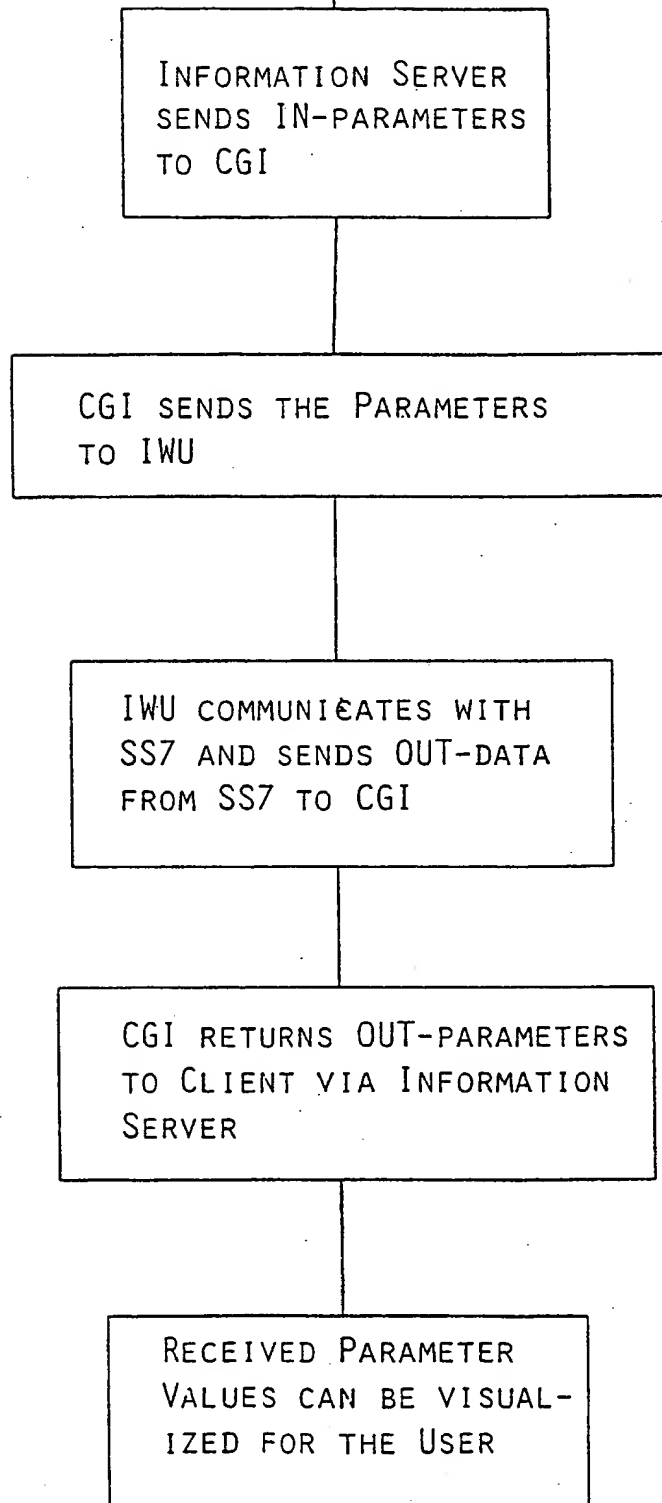 INFORMATION SERVER
SENDS IN-PARAMETERS
TO CGI
CGI SENDS THE PARAMETERS
TO IWU
IWU COMMUNICATES WITH
SS7 AND SENDS OUT-DATA
FROM SS7 TO CGI
CGI RETURNS OUT-PARAMETERS
TO CLIENT VIA INFORMATION
SERVER
RECEIVED PARAMETER
VALUES CAN BE VISUAL-
IZED FOR THE USER